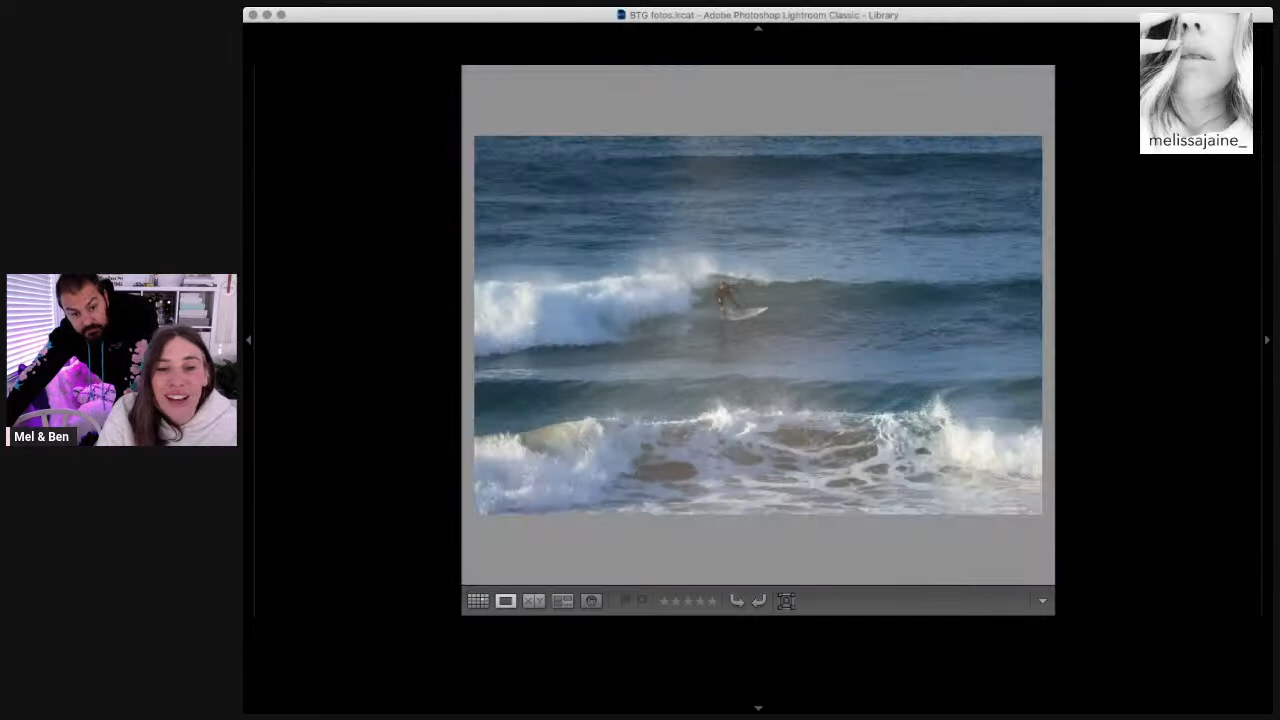 BTG fotos.lrcat - Adobe Photoshop Lightroom Classic - Library
melissajaine_
Mel & Ben
X Y